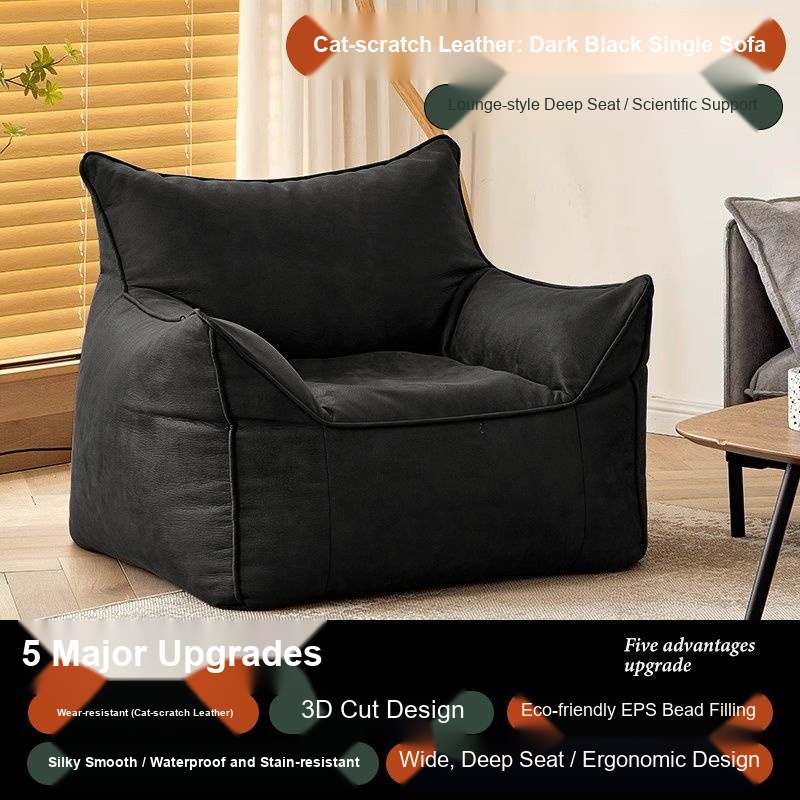 Cat-scratch Leather: Dark Black Single Sofa
Lounge-style Deep Seat / Scientific Support
5 Major Upgrades
Five advantages
upgrade
Wear-resistant (Cat-scratch Leather)
3D Cut Design
Eco-friendly EPS Bead Filling
Silky Smooth / Waterproof and Stain-resistant
Wide, Deep Seat / Ergonomic Design